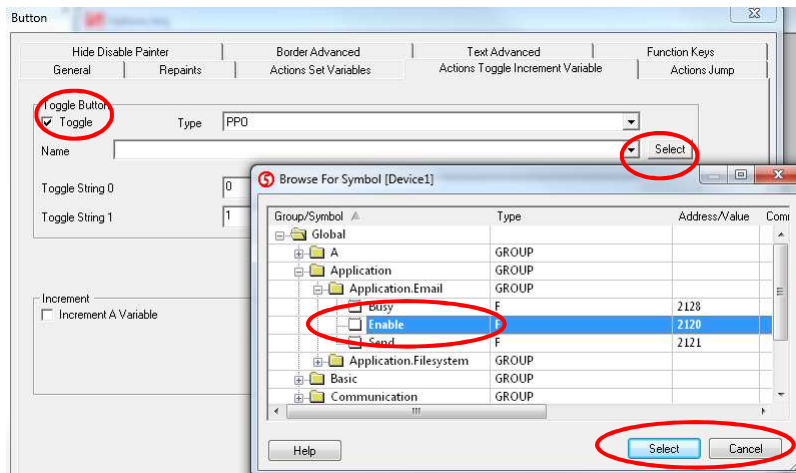 Button
Hide Disable Painter Border Advanced Text Advanced Function Keys
General Repaints Actions Set Variables Actions Toggle Increment Variable Actions Jump
Toggle Button
Toggle Type PPO
Name Select
Toggle String 0 0
Toggle String 1 1
Increment
Increment A Variable
Browse For Symbol [Device1]
Group/Symbol Type Address/Value Comr
Global
A GROUP
Application GROUP
Application.Email GROUP
Busy F 2128
Enable F 2120
Send F 2121
Application.Filesystem GROUP
Basic GROUP
Communication GROUP
Help Select Cancel